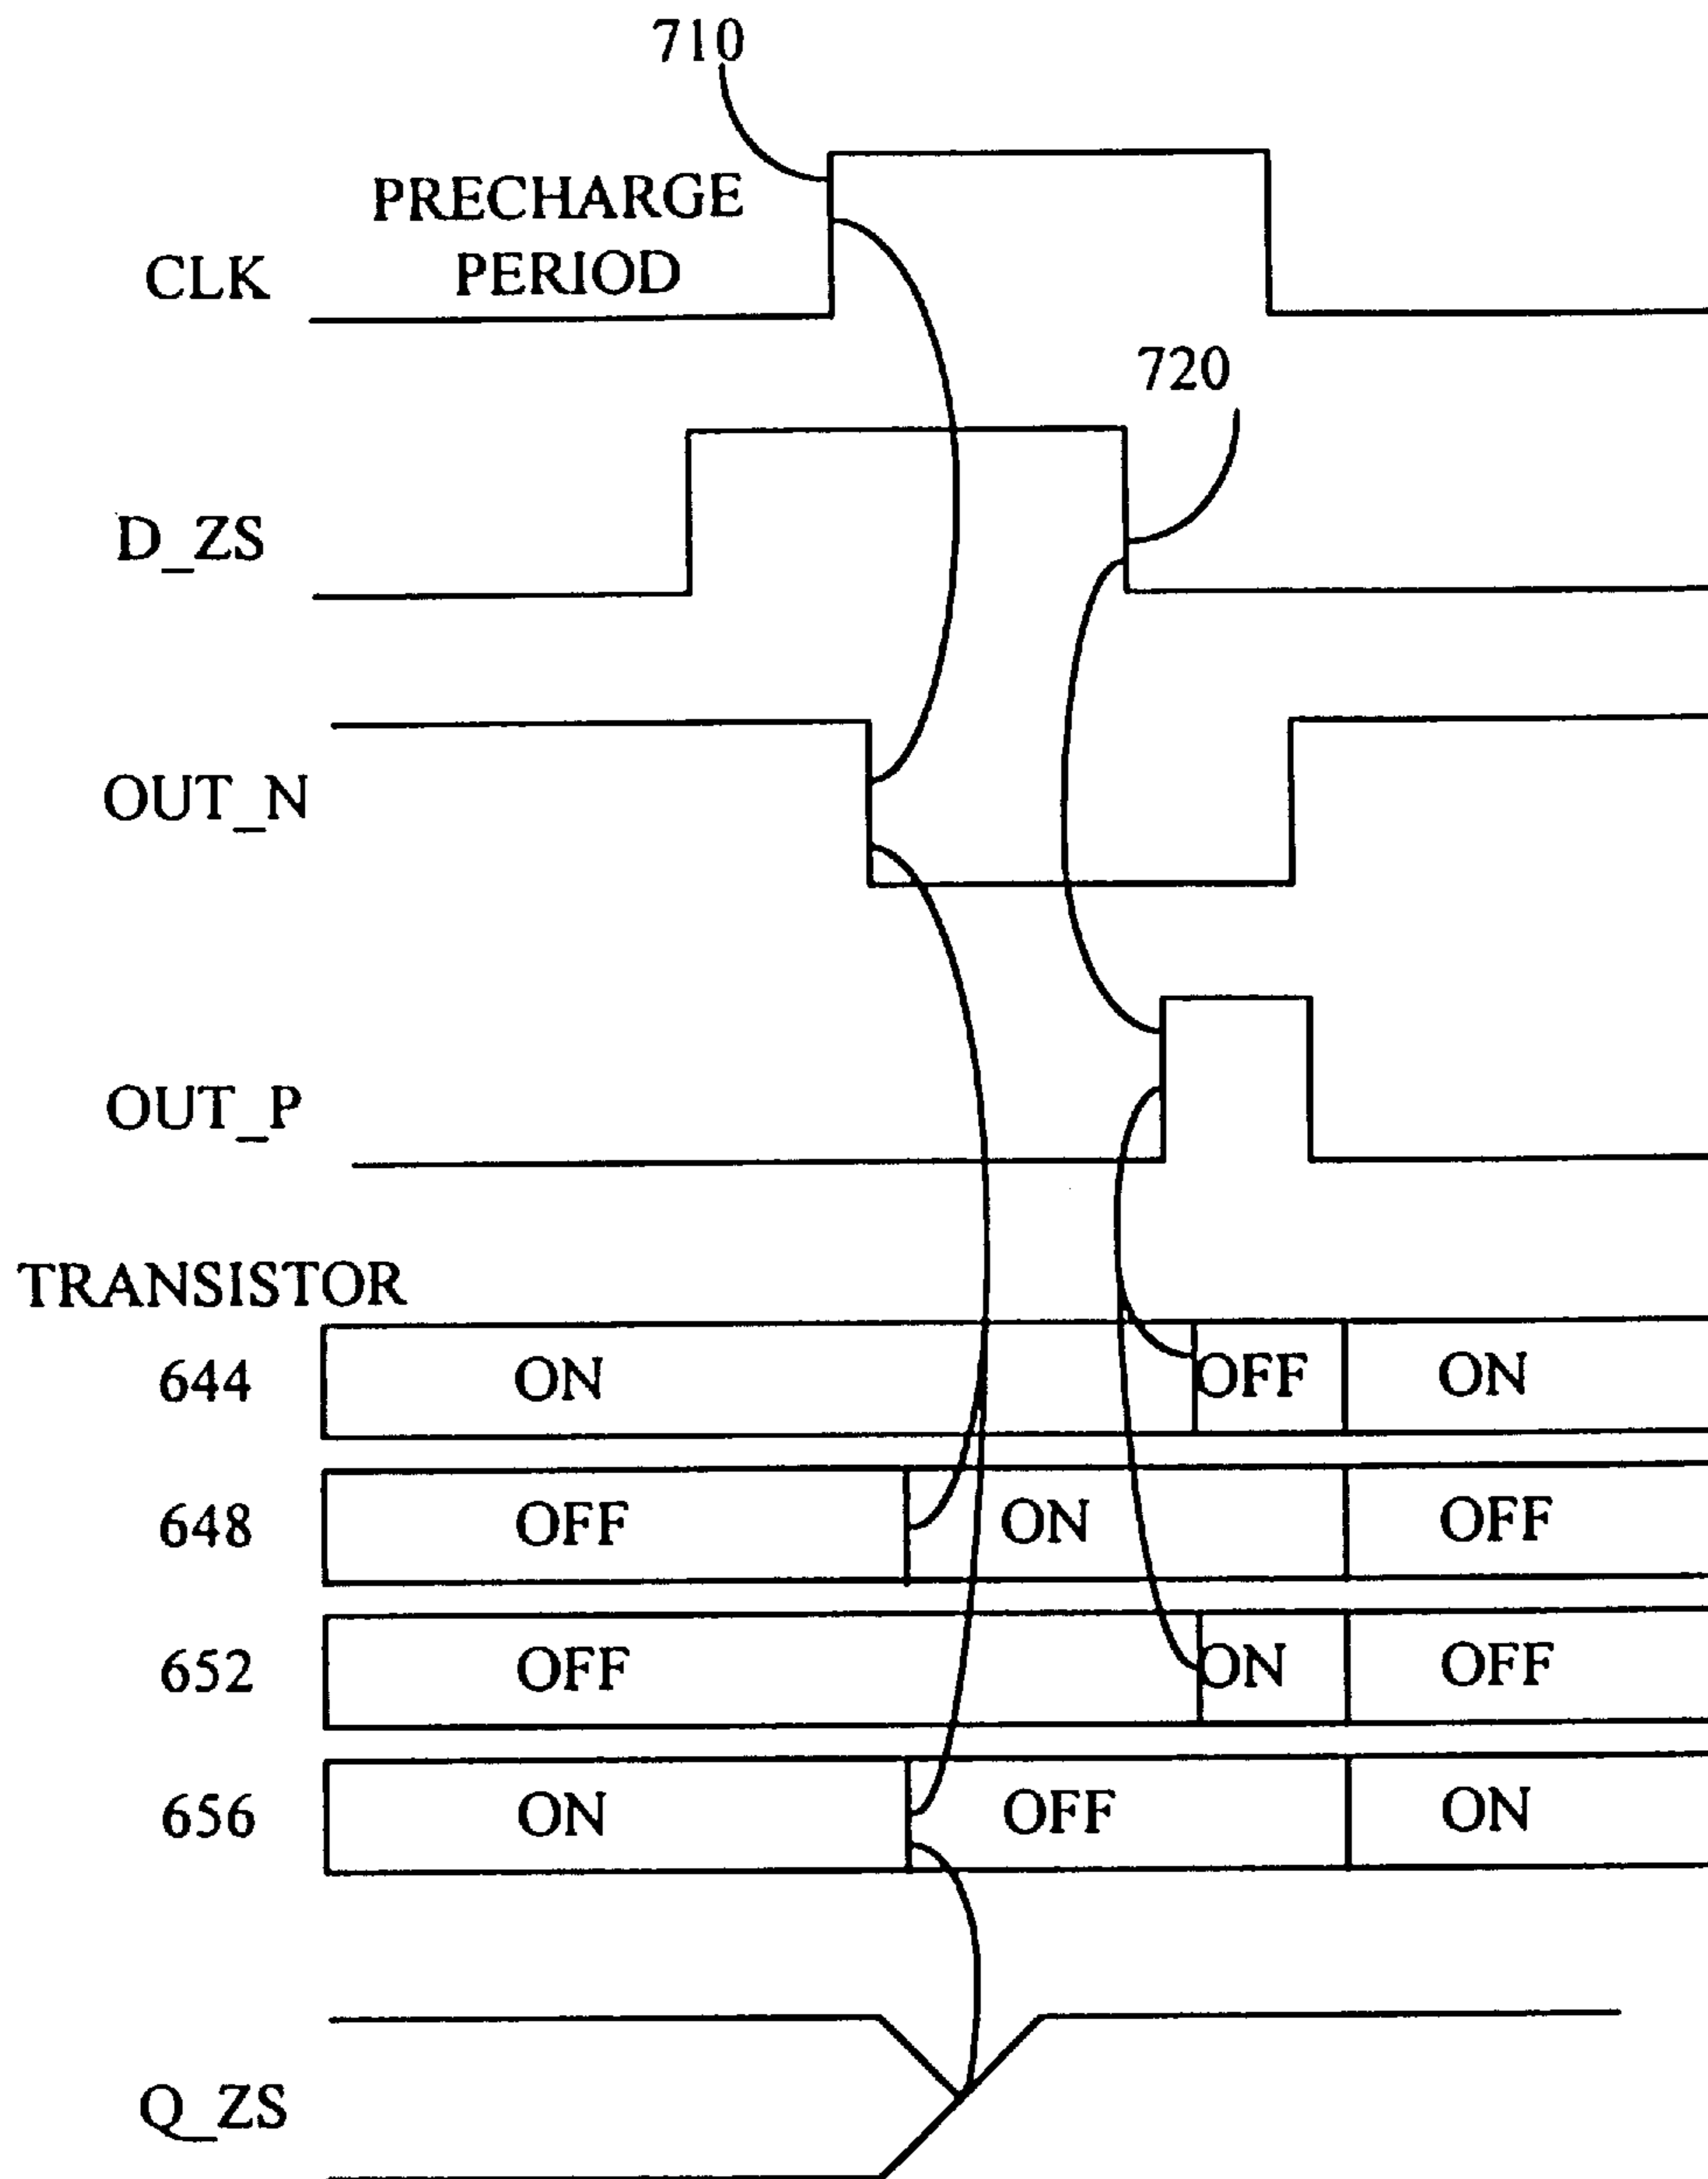 710
PRECHARGE
PERIOD
CLK
720
D_ZS
OUT_N
OUT_P
TRANSISTOR
644 ON OFF ON
648 OFF ON OFF
652 OFF ON OFF
656 ON OFF ON
Q_ZS